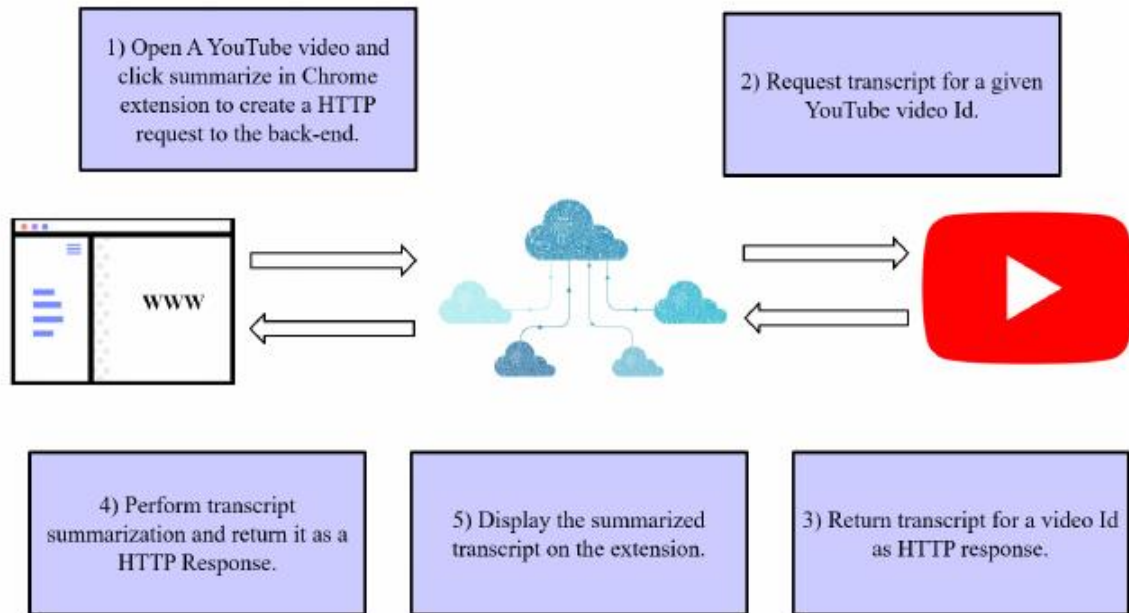 1) Open A YouTube video and
click summarize in Chrome
extension to create a HTTP
request to the back-end.
2) Request transcript for a given
YouTube video Id.
WWW
4) Perform transcript
summarization and return it as a
HTTP Response.
5) Display the summarized
transcript on the extension.
3) Return transcript for a video Id
as HTTP response.